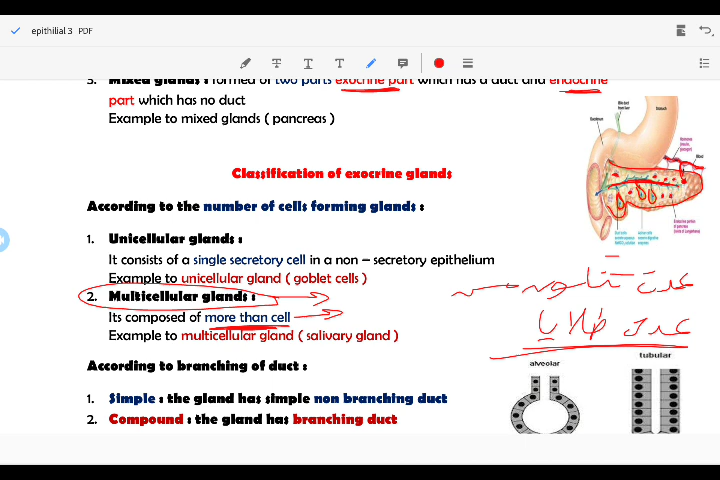 epithilial 3 PDF
3. Mixed glands : formed of two parts exocrine part which has a duct and endocrine
part which has no duct
Example to mixed glands ( pancreas )
Classification of exocrine glands
According to the number of cells forming glands :
1. Unicellular glands :
It consists of a single secretory cell in a non – secretory epithelium
Example to unicellular gland ( goblet cells )
2. Multicellular glands :
Its composed of more than cell
Example to multicellular gland ( salivary gland )
According to branching of duct :
1. Simple : the gland has simple non branching duct
2. Compound : the gland has branching duct
alveolar
tubular